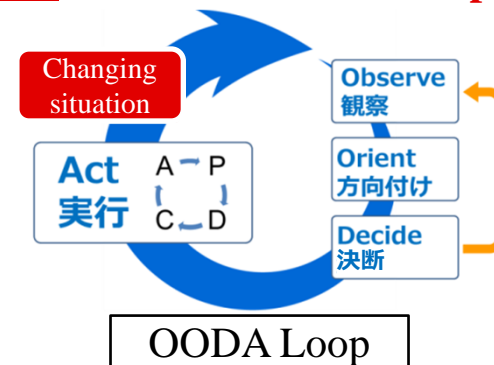 Changing
situation
Observe
観察
Orient
方向付け
Decide
決断
Act
実行
A P
C D
OODA Loop